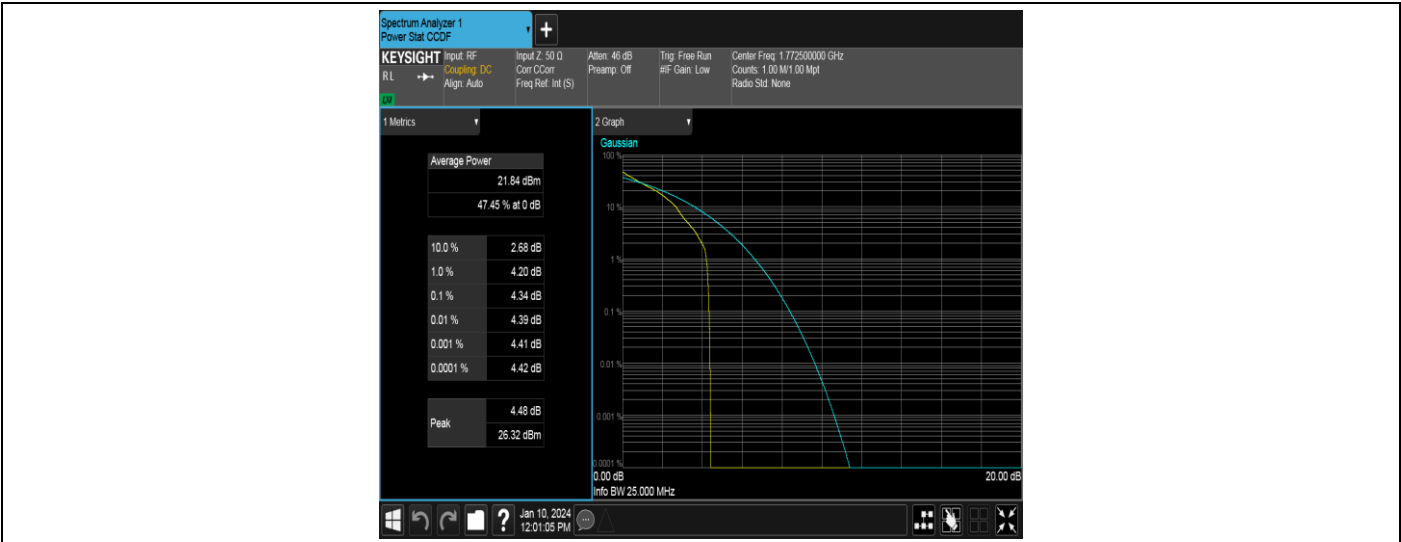 Spectrum Analyzer 1
Power Stat CCDF
+
KEYSIGHT
RL
Input: RF
Coupling: DC
Align: Auto
Input Z: 50 Ω
Corr CCorr
Freq Ref: Int (S)
Atten: 46 dB
Preamp: Off
Trig: Free Run
#IF Gain: Low
Center Freq: 1.772500000 GHz
Counts: 1.00 M/1.00 Mpt
Radio Std: None
1 Metrics
Average Power
21.84 dBm
47.45 % at 0 dB
10.0 % 2.68 dB
1.0 % 4.20 dB
0.1 % 4.34 dB
0.01 % 4.39 dB
0.001 % 4.41 dB
0.0001 % 4.42 dB
Peak
4.48 dB
26.32 dBm
2 Graph
Gaussian
100 %
10 %
1 %
0.1 %
0.01 %
0.001 %
0.0001 %
0.00 dB 20.00 dB
Info BW 25.000 MHz
?
Jan 10, 2024
12:01:05 PM